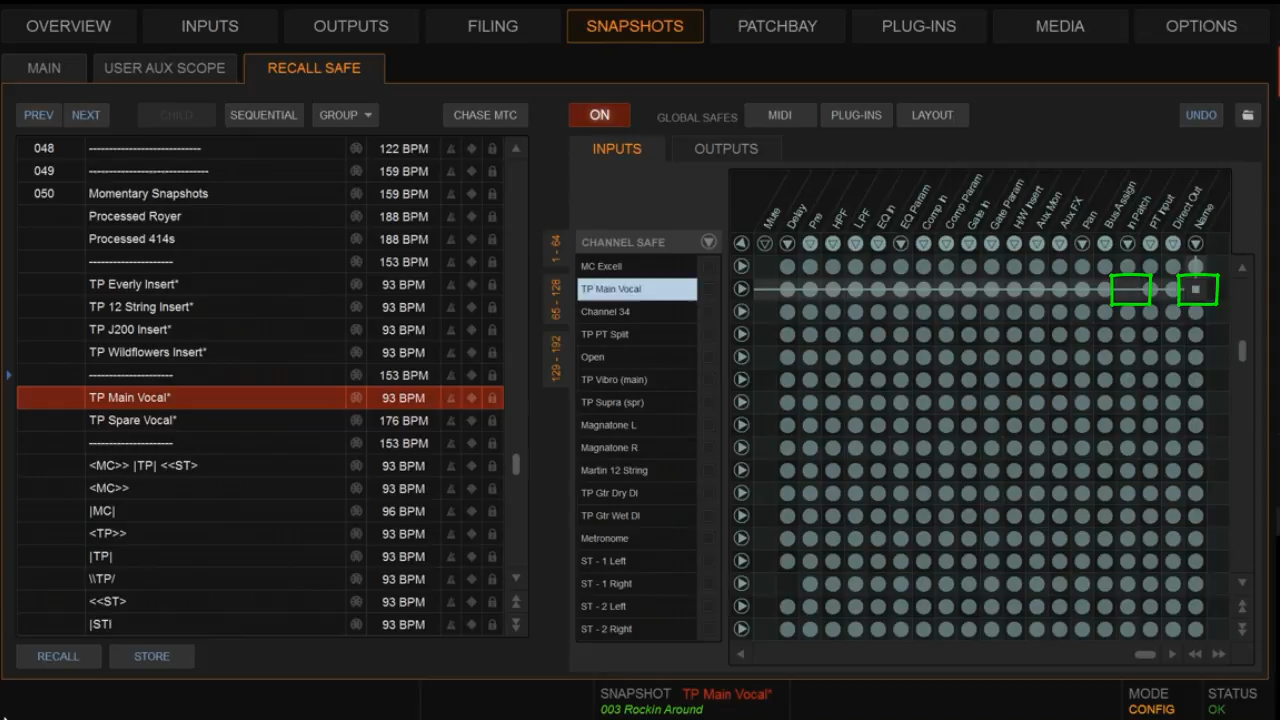 OVERVIEW INPUTS OUTPUTS FILING SNAPSHOTS PATCHBAY PLUG-INS MEDIA OPTIONS
MAIN USER AUX SCOPE RECALL SAFE
PREV NEXT CHILD SEQUENTIAL GROUP CHASE MTC ON GLOBAL SAFES MIDI PLUG-INS LAYOUT UNDO
048 ---------------------------- 122 BPM
049 ------------------------------ 159 BPM
050 Momentary Snapshots 159 BPM
Processed Royer 188 BPM
Processed 414s 188 BPM
--------------------- 153 BPM
TP Everly Insert* 93 BPM
TP 12 String Insert* 93 BPM
TP J200 Insert* 93 BPM
TP Wildflowers Insert* 93 BPM
--------------------- 153 BPM
TP Main Vocal* 93 BPM
TP Spare Vocal* 176 BPM
--------------------- 153 BPM
<MC>> |TP| <<ST> 93 BPM
<MC>> 93 BPM
|MC| 96 BPM
<TP>> 93 BPM
|TP| 93 BPM
\\TP/ 93 BPM
<<ST> 93 BPM
|STI 93 BPM
RECALL STORE
INPUTS OUTPUTS
Mute Delay Pre HPF LPF EQ In EQ Param Comp In Comp Param Gate In Gate Param H/W Insert Aux Mon Aux FX Pan Bus Assign In Patch PT Input Direct Out Name
1 - 64
65 - 128
129 - 192
CHANNEL SAFE
MC Excell
TP Main Vocal
Channel 34
TP PT Split
Open
TP Vibro (main)
TP Supra (spr)
Magnatone L
Magnatone R
Martin 12 String
TP Gtr Dry DI
TP Gtr Wet DI
Metronome
ST - 1 Left
ST - 1 Right
ST - 2 Left
ST - 2 Right
SNAPSHOT TP Main Vocal* MODE STATUS
003 Rockin Around CONFIG OK